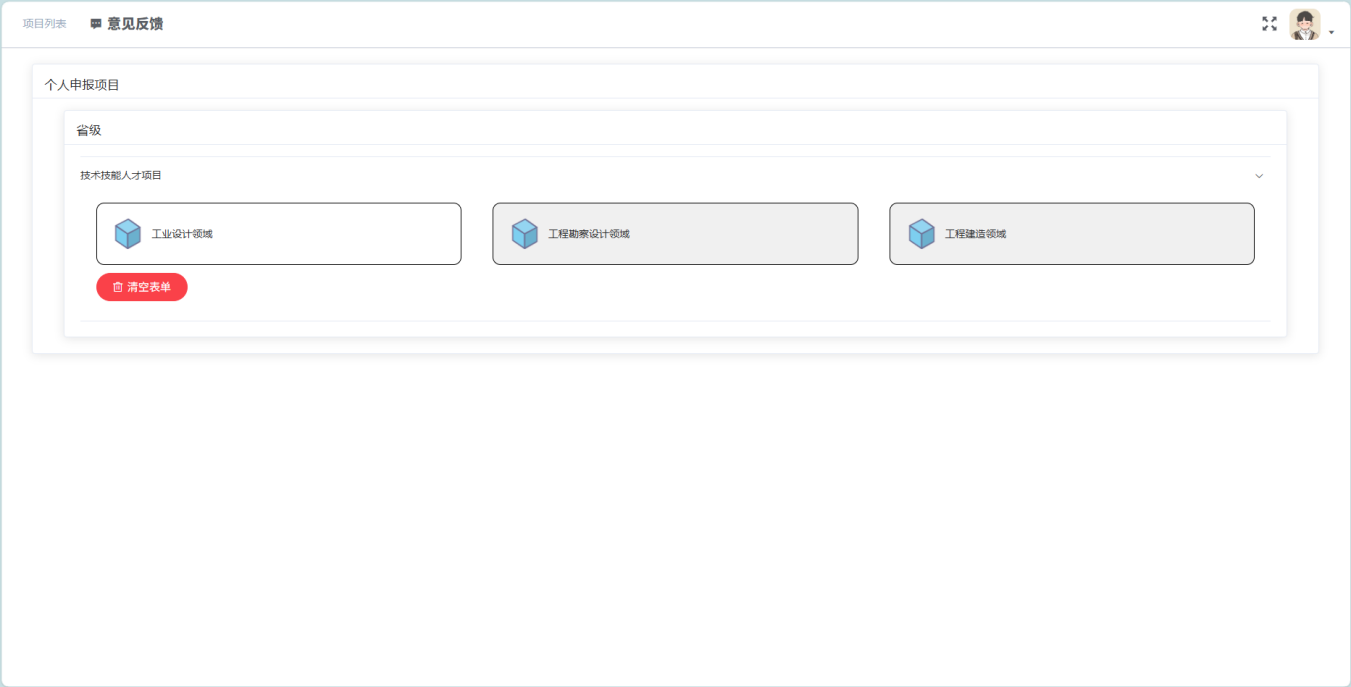 项目列表 意见反馈
个人申报项目
省级
技术技能人才项目
工业设计领域 工程勘察设计领域 工程建造领域
清空表单